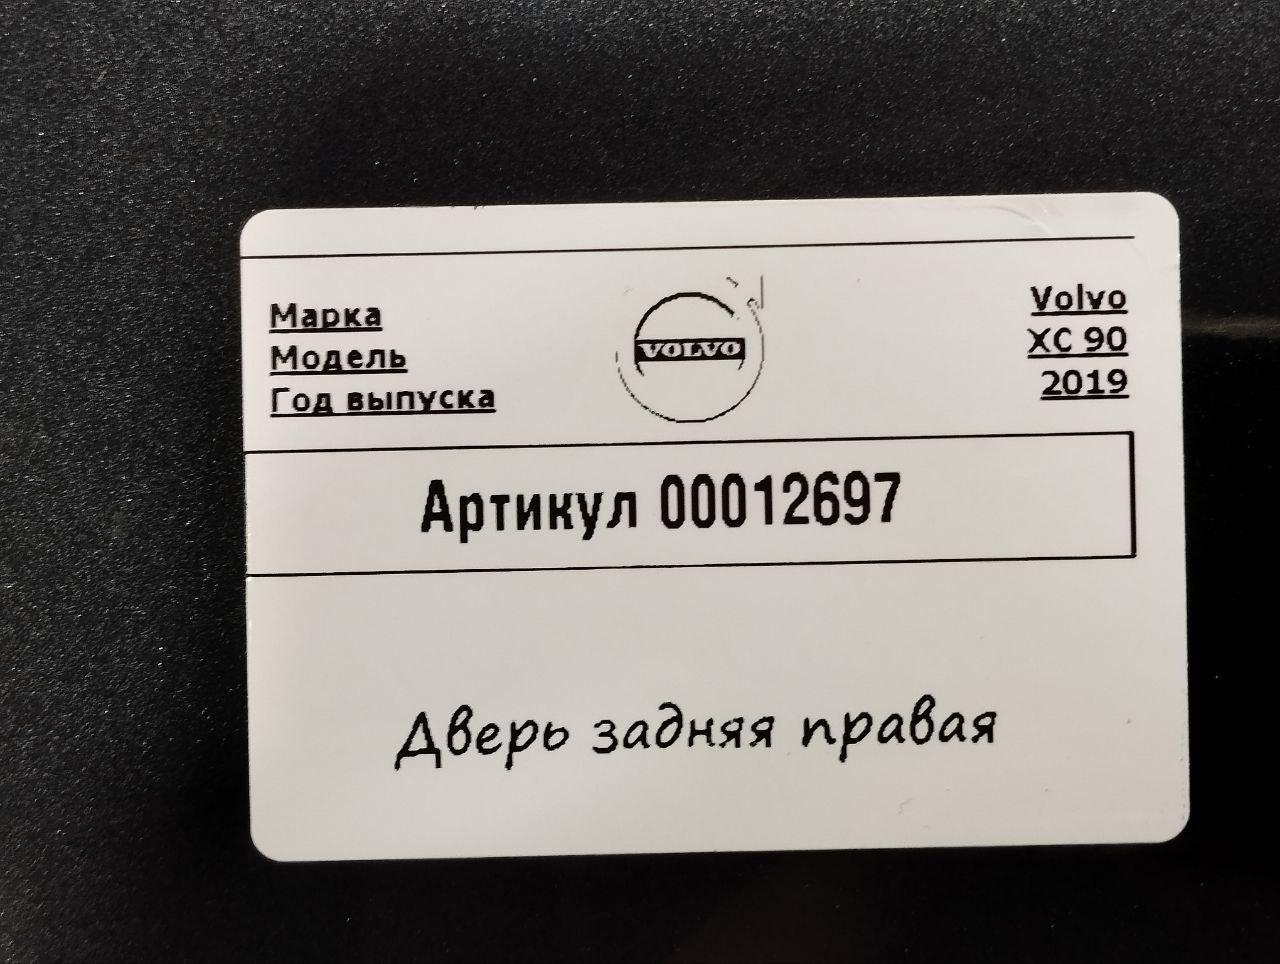 Марка
Модель
Год выпуска
VOLVO
Volvo
XC 90
2019
Артикул 00012697
Дверь задняя правая